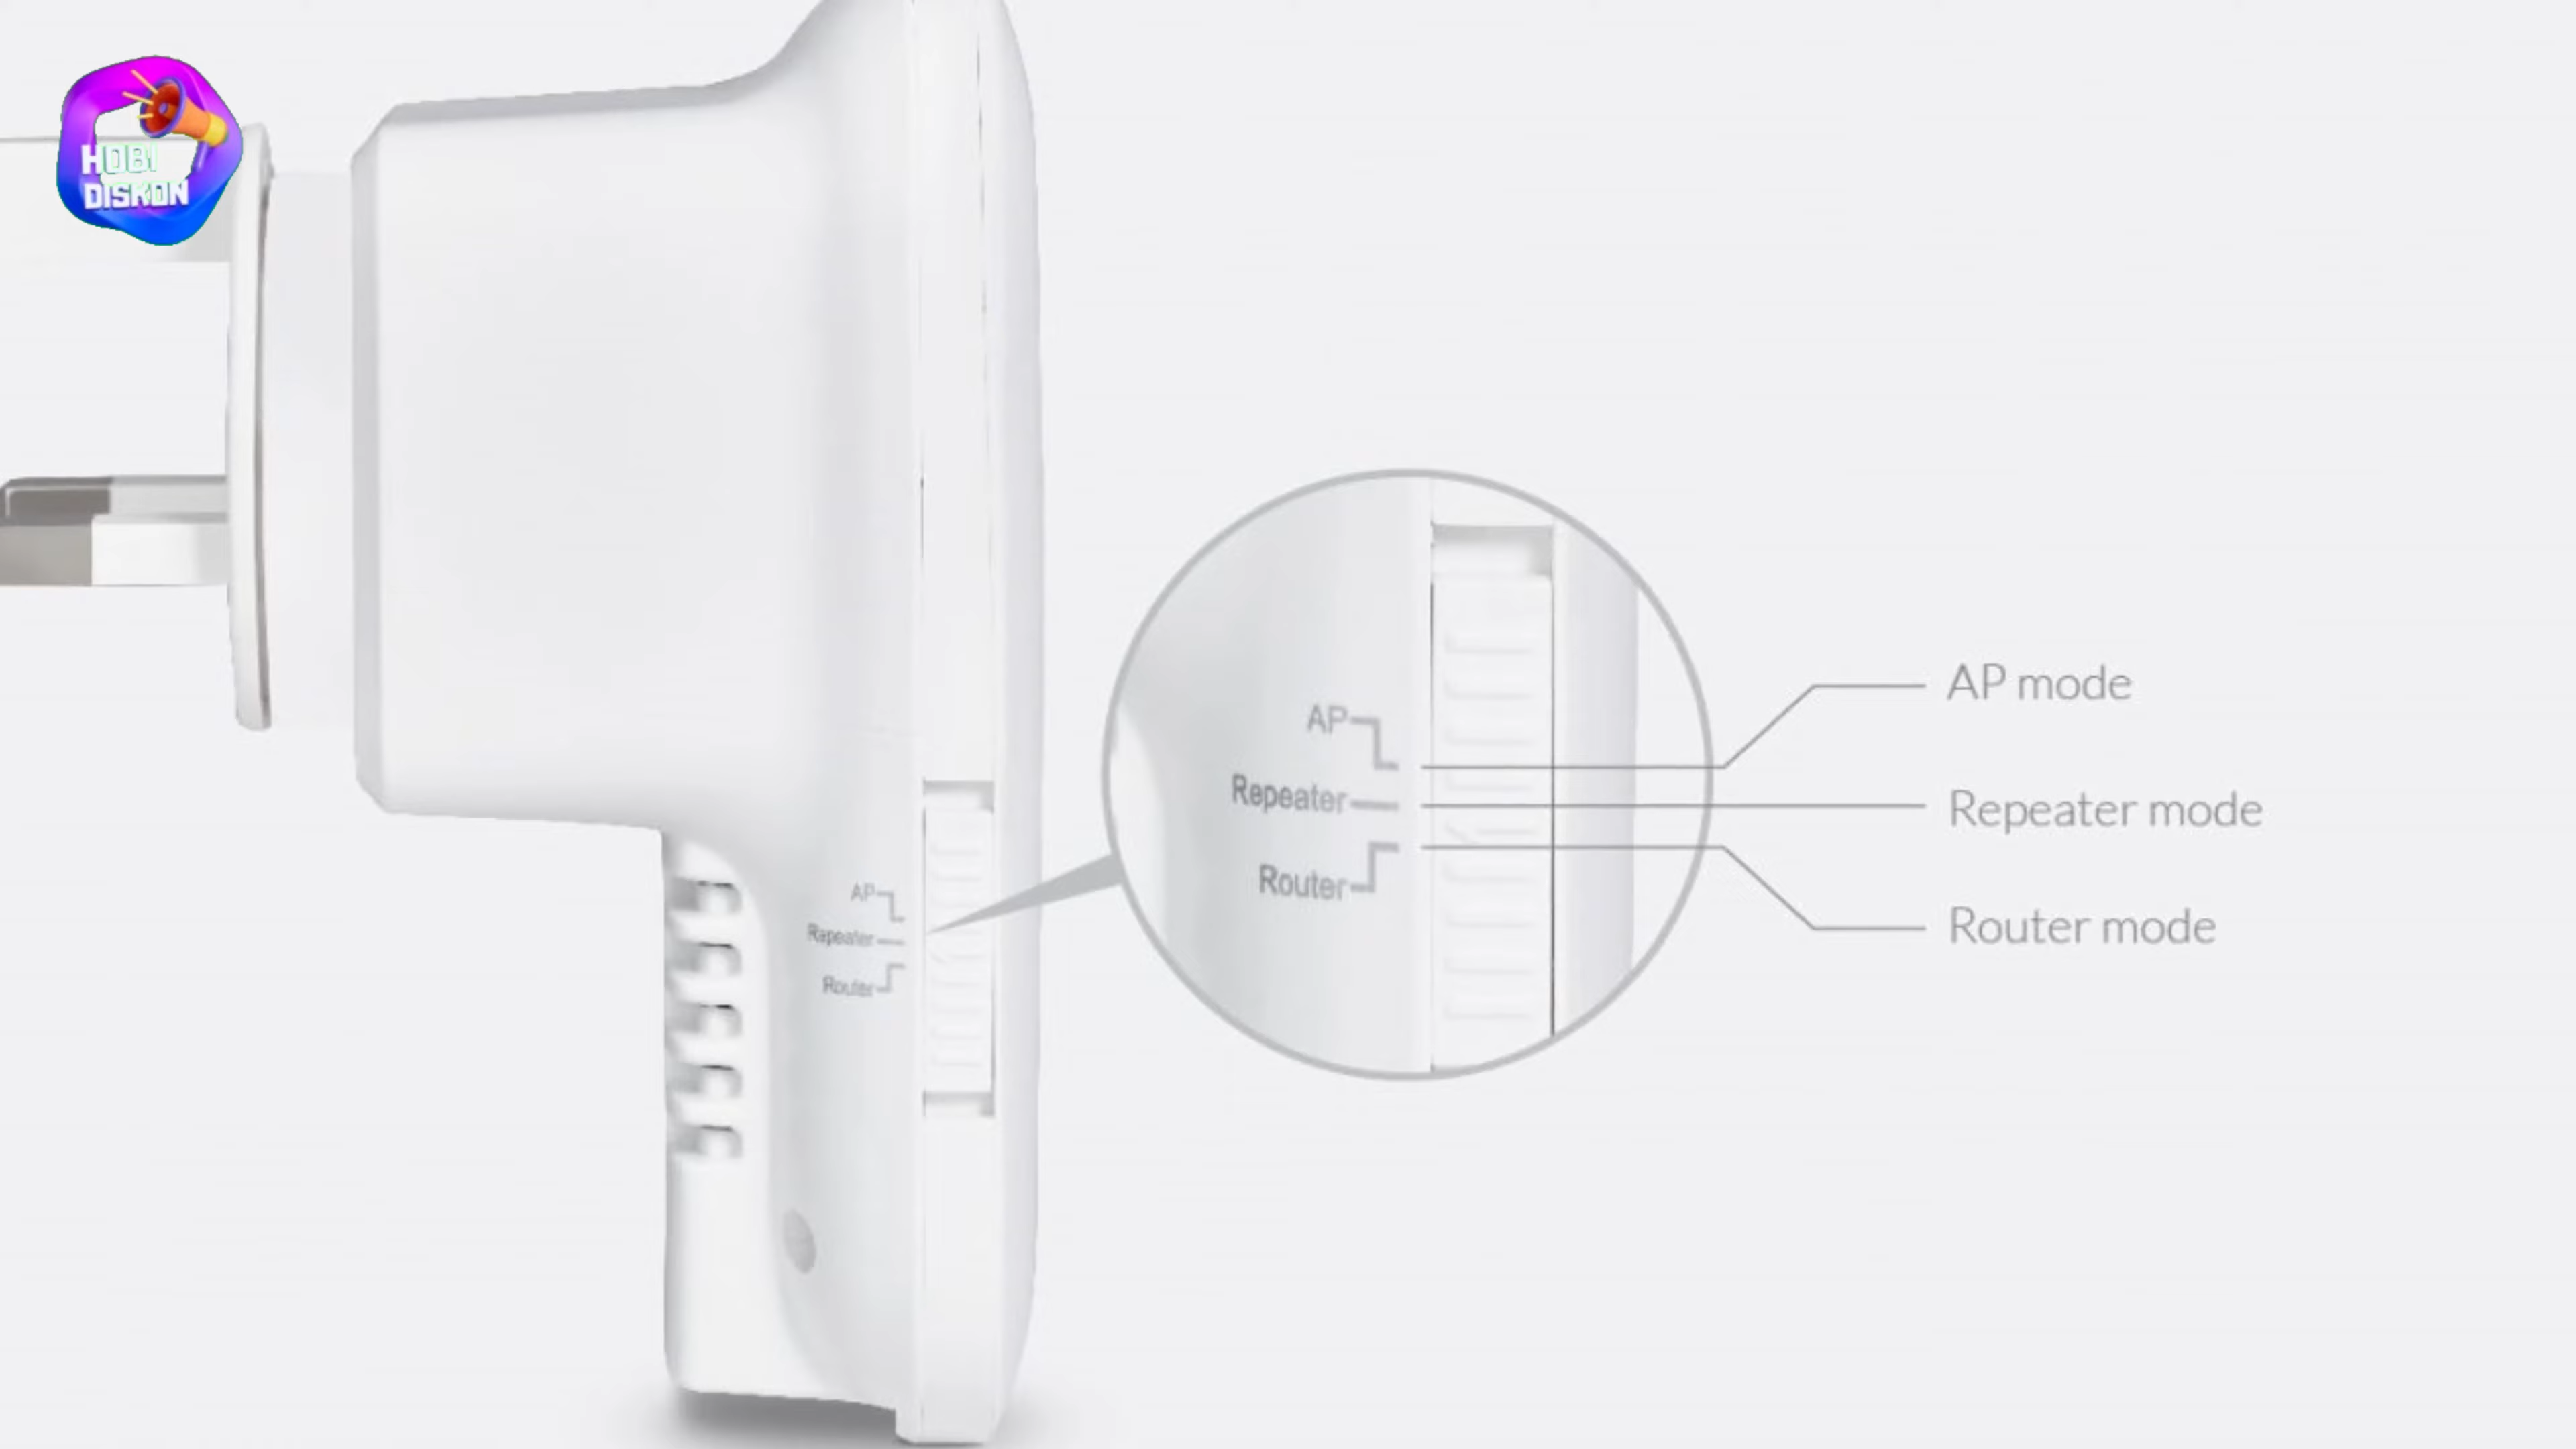 HOBI
DISKON
AP
Repeater
Router
AP
Repeater
Router
AP mode
Repeater mode
Router mode